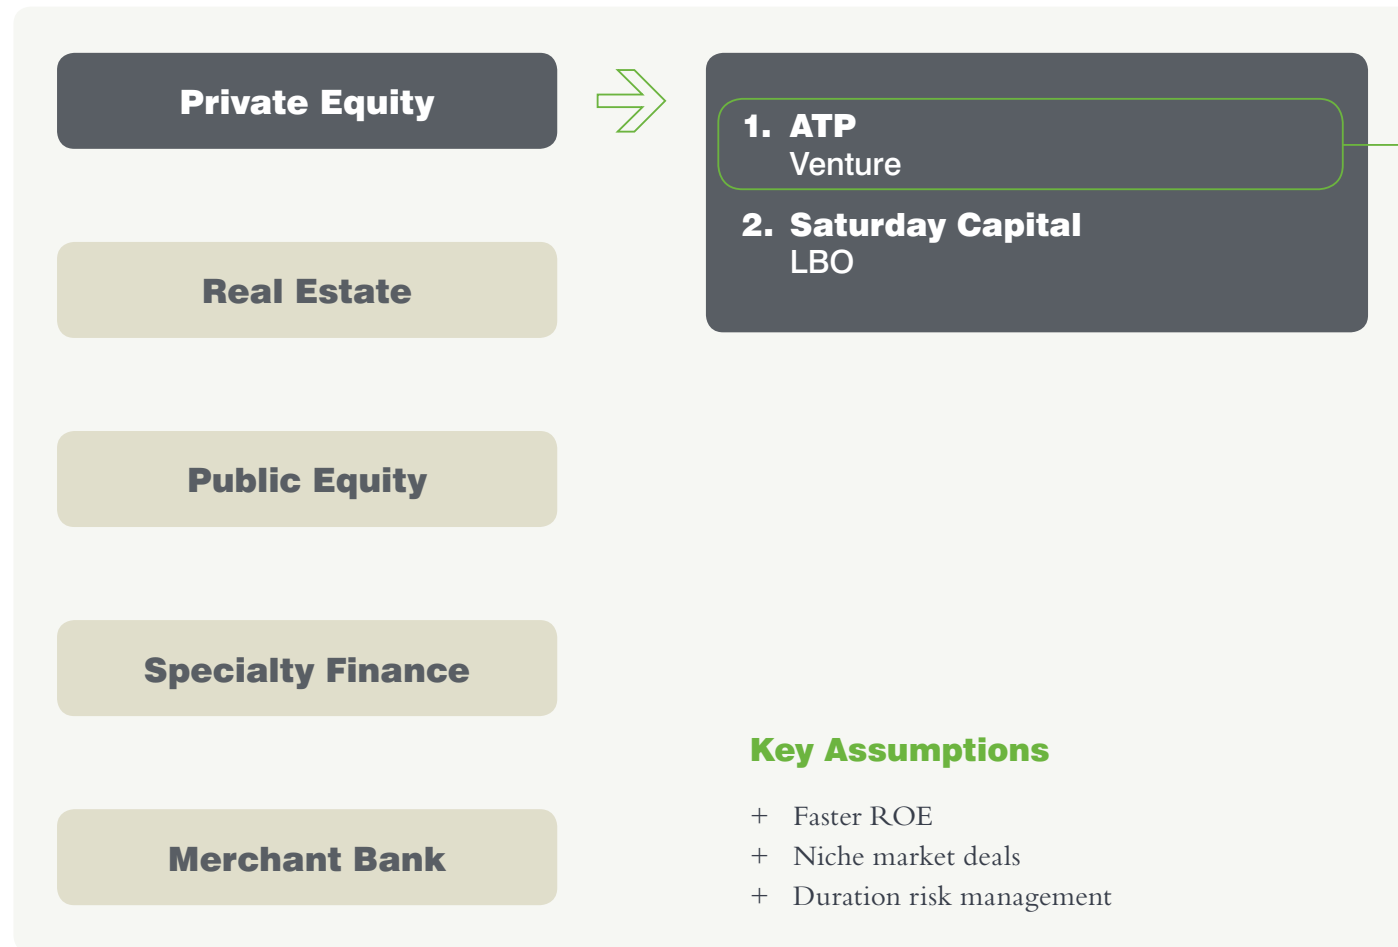 Private Equity
1. ATP
Venture
2. Saturday Capital
LBO
Real Estate
Public Equity
Specialty Finance
Merchant Bank
Key Assumptions
+ Faster ROE
+ Niche market deals
+ Duration risk management